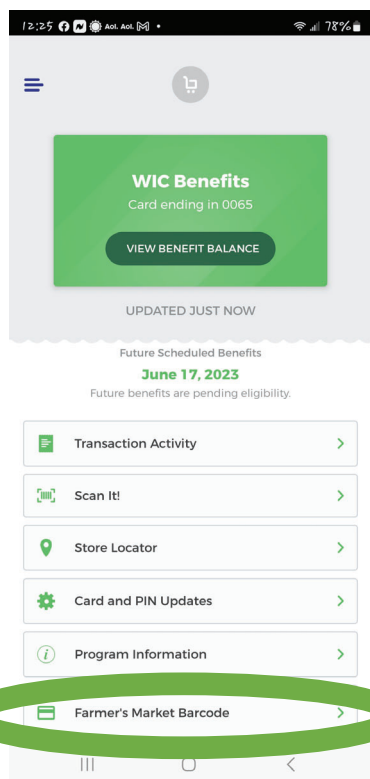 12:25 Aol. Aol. 78%
WIC Benefits
Card ending in 0065
VIEW BENEFIT BALANCE
UPDATED JUST NOW
Future Scheduled Benefits
June 17, 2023
Future benefits are pending eligibility.
Transaction Activity
Scan It!
Store Locator
Card and PIN Updates
i Program Information
Farmer's Market Barcode